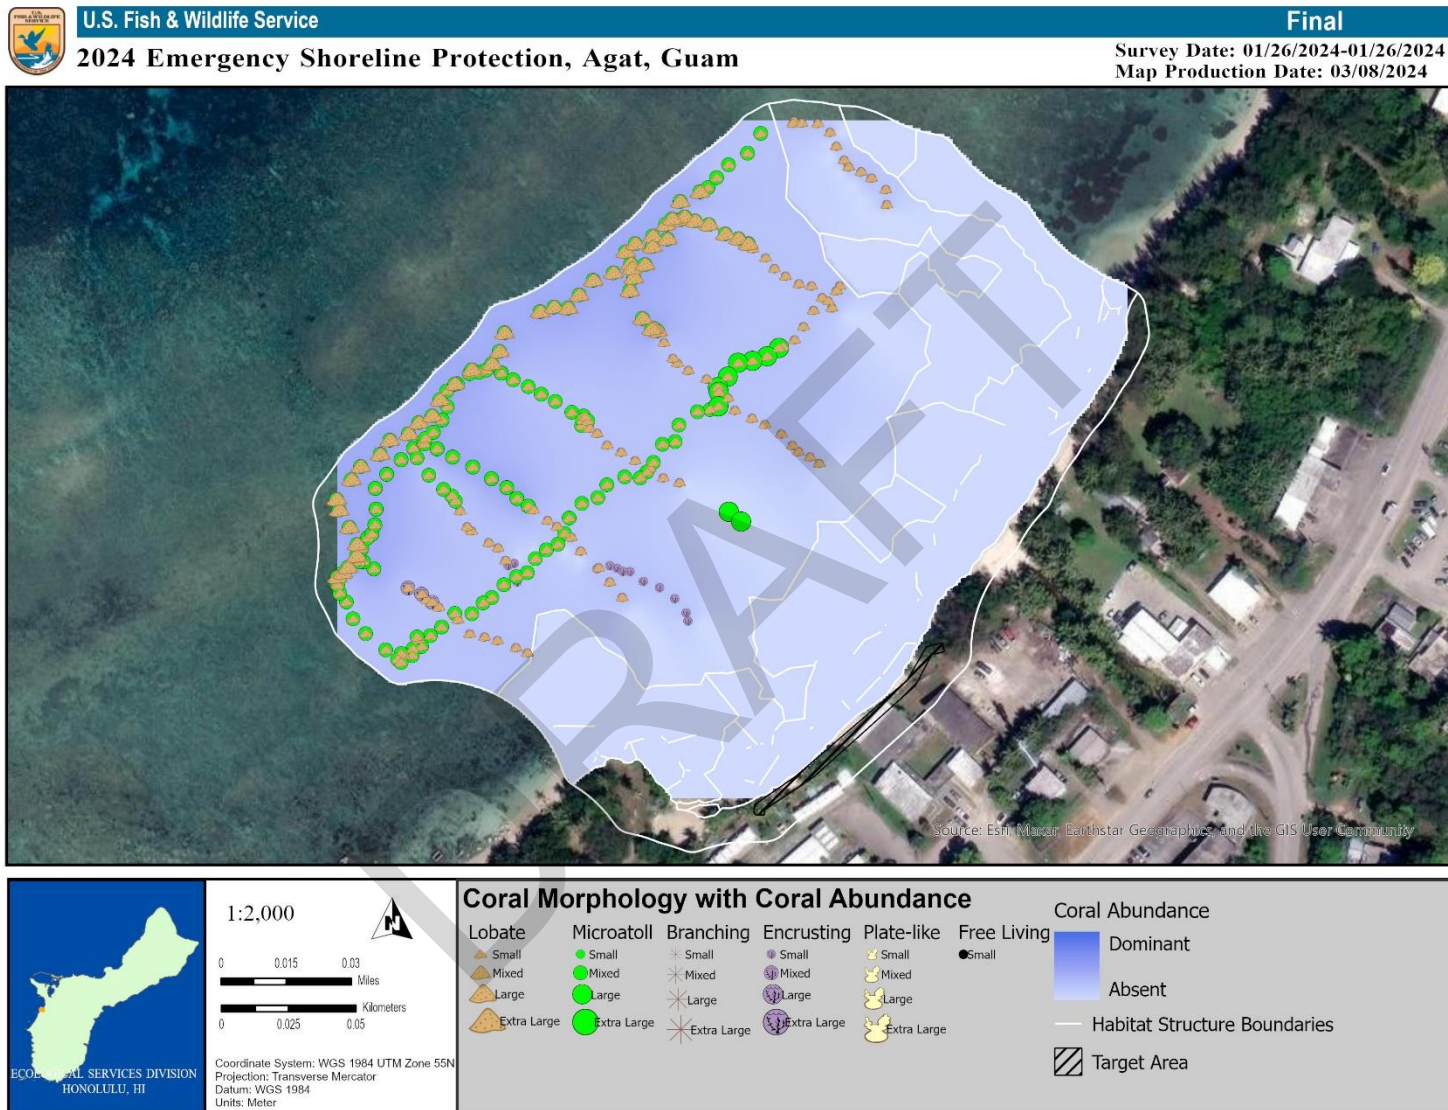 U.S.
FISH & WILDLIFE
SERVICE
U.S. Fish & Wildlife Service
Final
2024 Emergency Shoreline Protection, Agat, Guam
Survey Date: 01/26/2024-01/26/2024
Map Production Date: 03/08/2024
DRAFT
Source: Esri, Maxar, Earthstar Geographics, and the GIS User Community
ECOLOGICAL SERVICES DIVISION
HONOLULU, HI
1:2,000
N
0 0.015 0.03
Miles
Kilometers
0 0.025 0.05
Coordinate System: WGS 1984 UTM Zone 55N
Projection: Transverse Mercator
Datum: WGS 1984
Units: Meter
Coral Morphology with Coral Abundance
Lobate
Small
Mixed
Large
Extra Large
Microatoll
Small
Mixed
Large
Extra Large
Branching
Small
Mixed
Large
Extra Large
Encrusting
Small
Mixed
Large
Extra Large
Plate-like
Small
Mixed
Large
Extra Large
Free Living
Small
Coral Abundance
Dominant
Absent
Habitat Structure Boundaries
Target Area